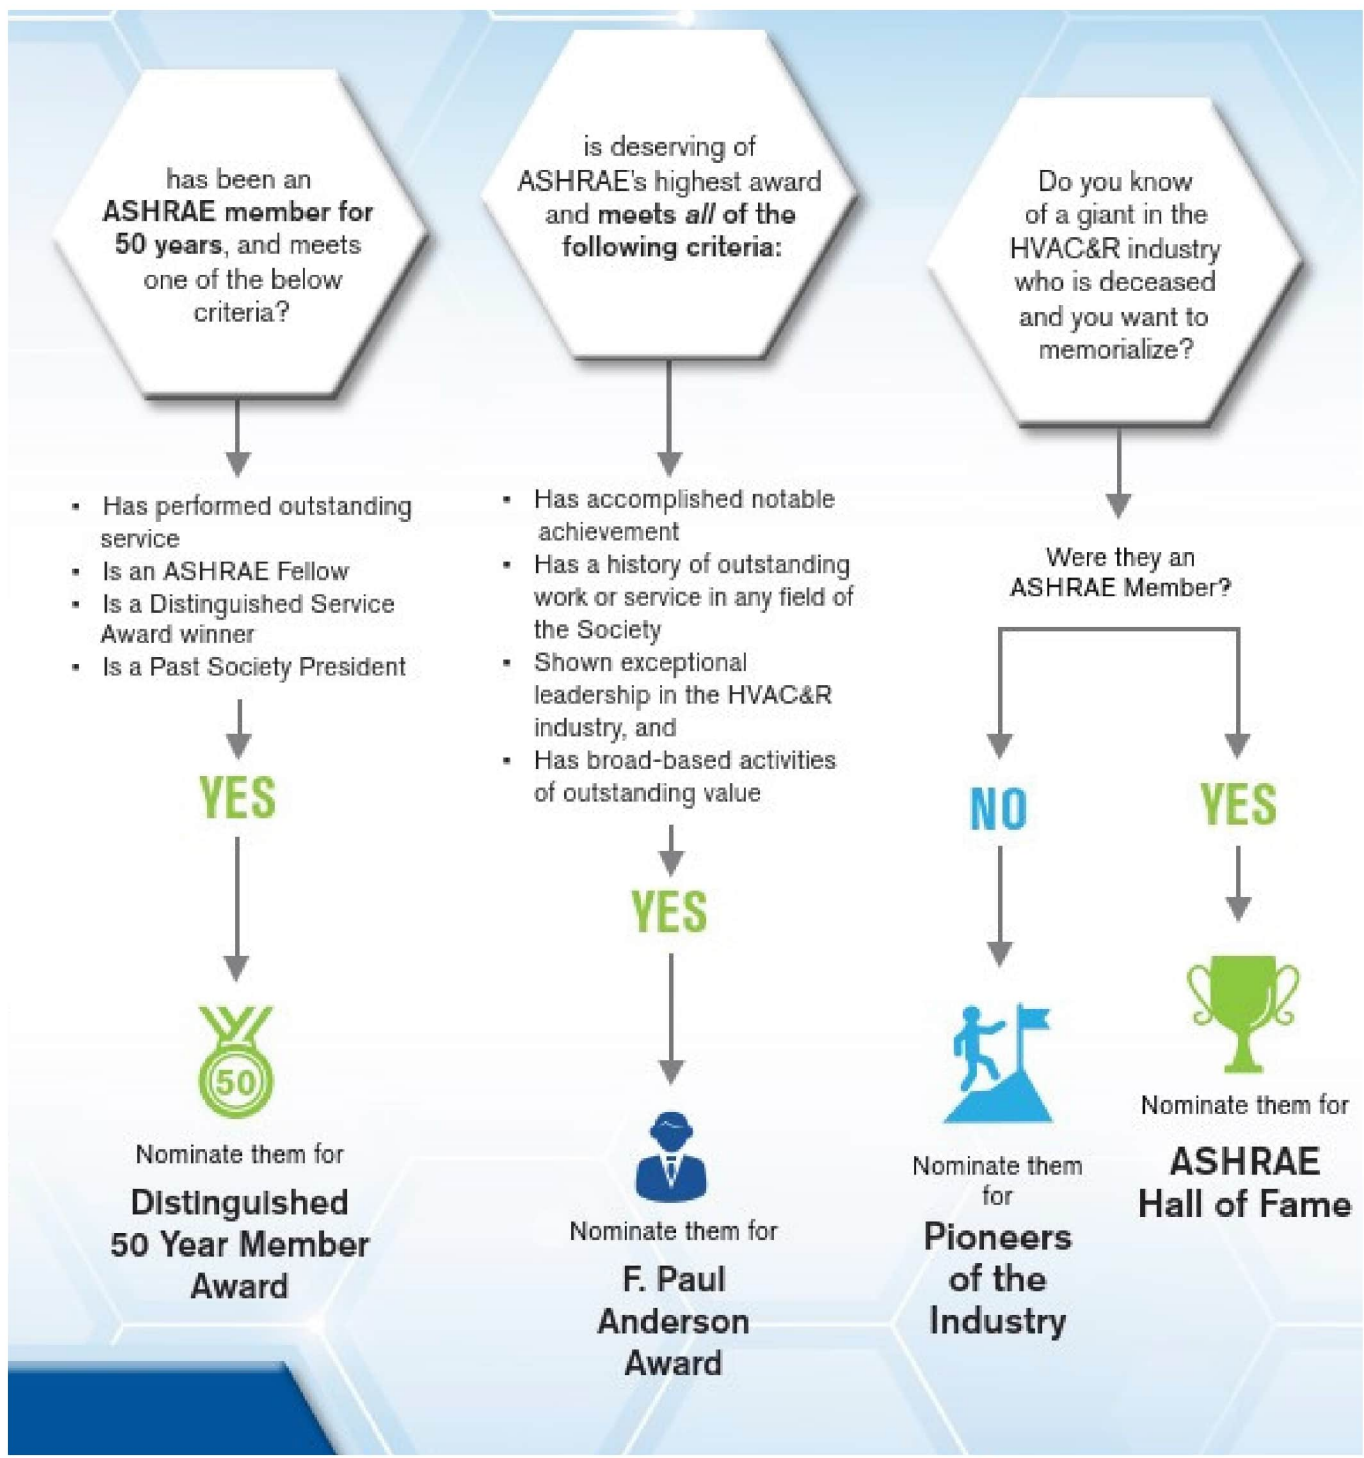 has been an
ASHRAE member for
50 years, and meets
one of the below
criteria?
▪ Has performed outstanding
service
▪ Is an ASHRAE Fellow
▪ Is a Distinguished Service
Award winner
▪ Is a Past Society President
YES
50
Nominate them for
Distinguished
50 Year Member
Award
is deserving of
ASHRAE's highest award
and meets all of the
following criteria:
▪ Has accomplished notable
achievement
▪ Has a history of outstanding
work or service in any field of
the Society
▪ Shown exceptional
leadership in the HVAC&R
industry, and
▪ Has broad-based activities
of outstanding value
YES
Nominate them for
F. Paul
Anderson
Award
Do you know
of a giant in the
HVAC&R industry
who is deceased
and you want to
memorialize?
Were they an
ASHRAE Member?
NO
Nominate them
for
Pioneers
of the
Industry
YES
Nominate them for
ASHRAE
Hall of Fame